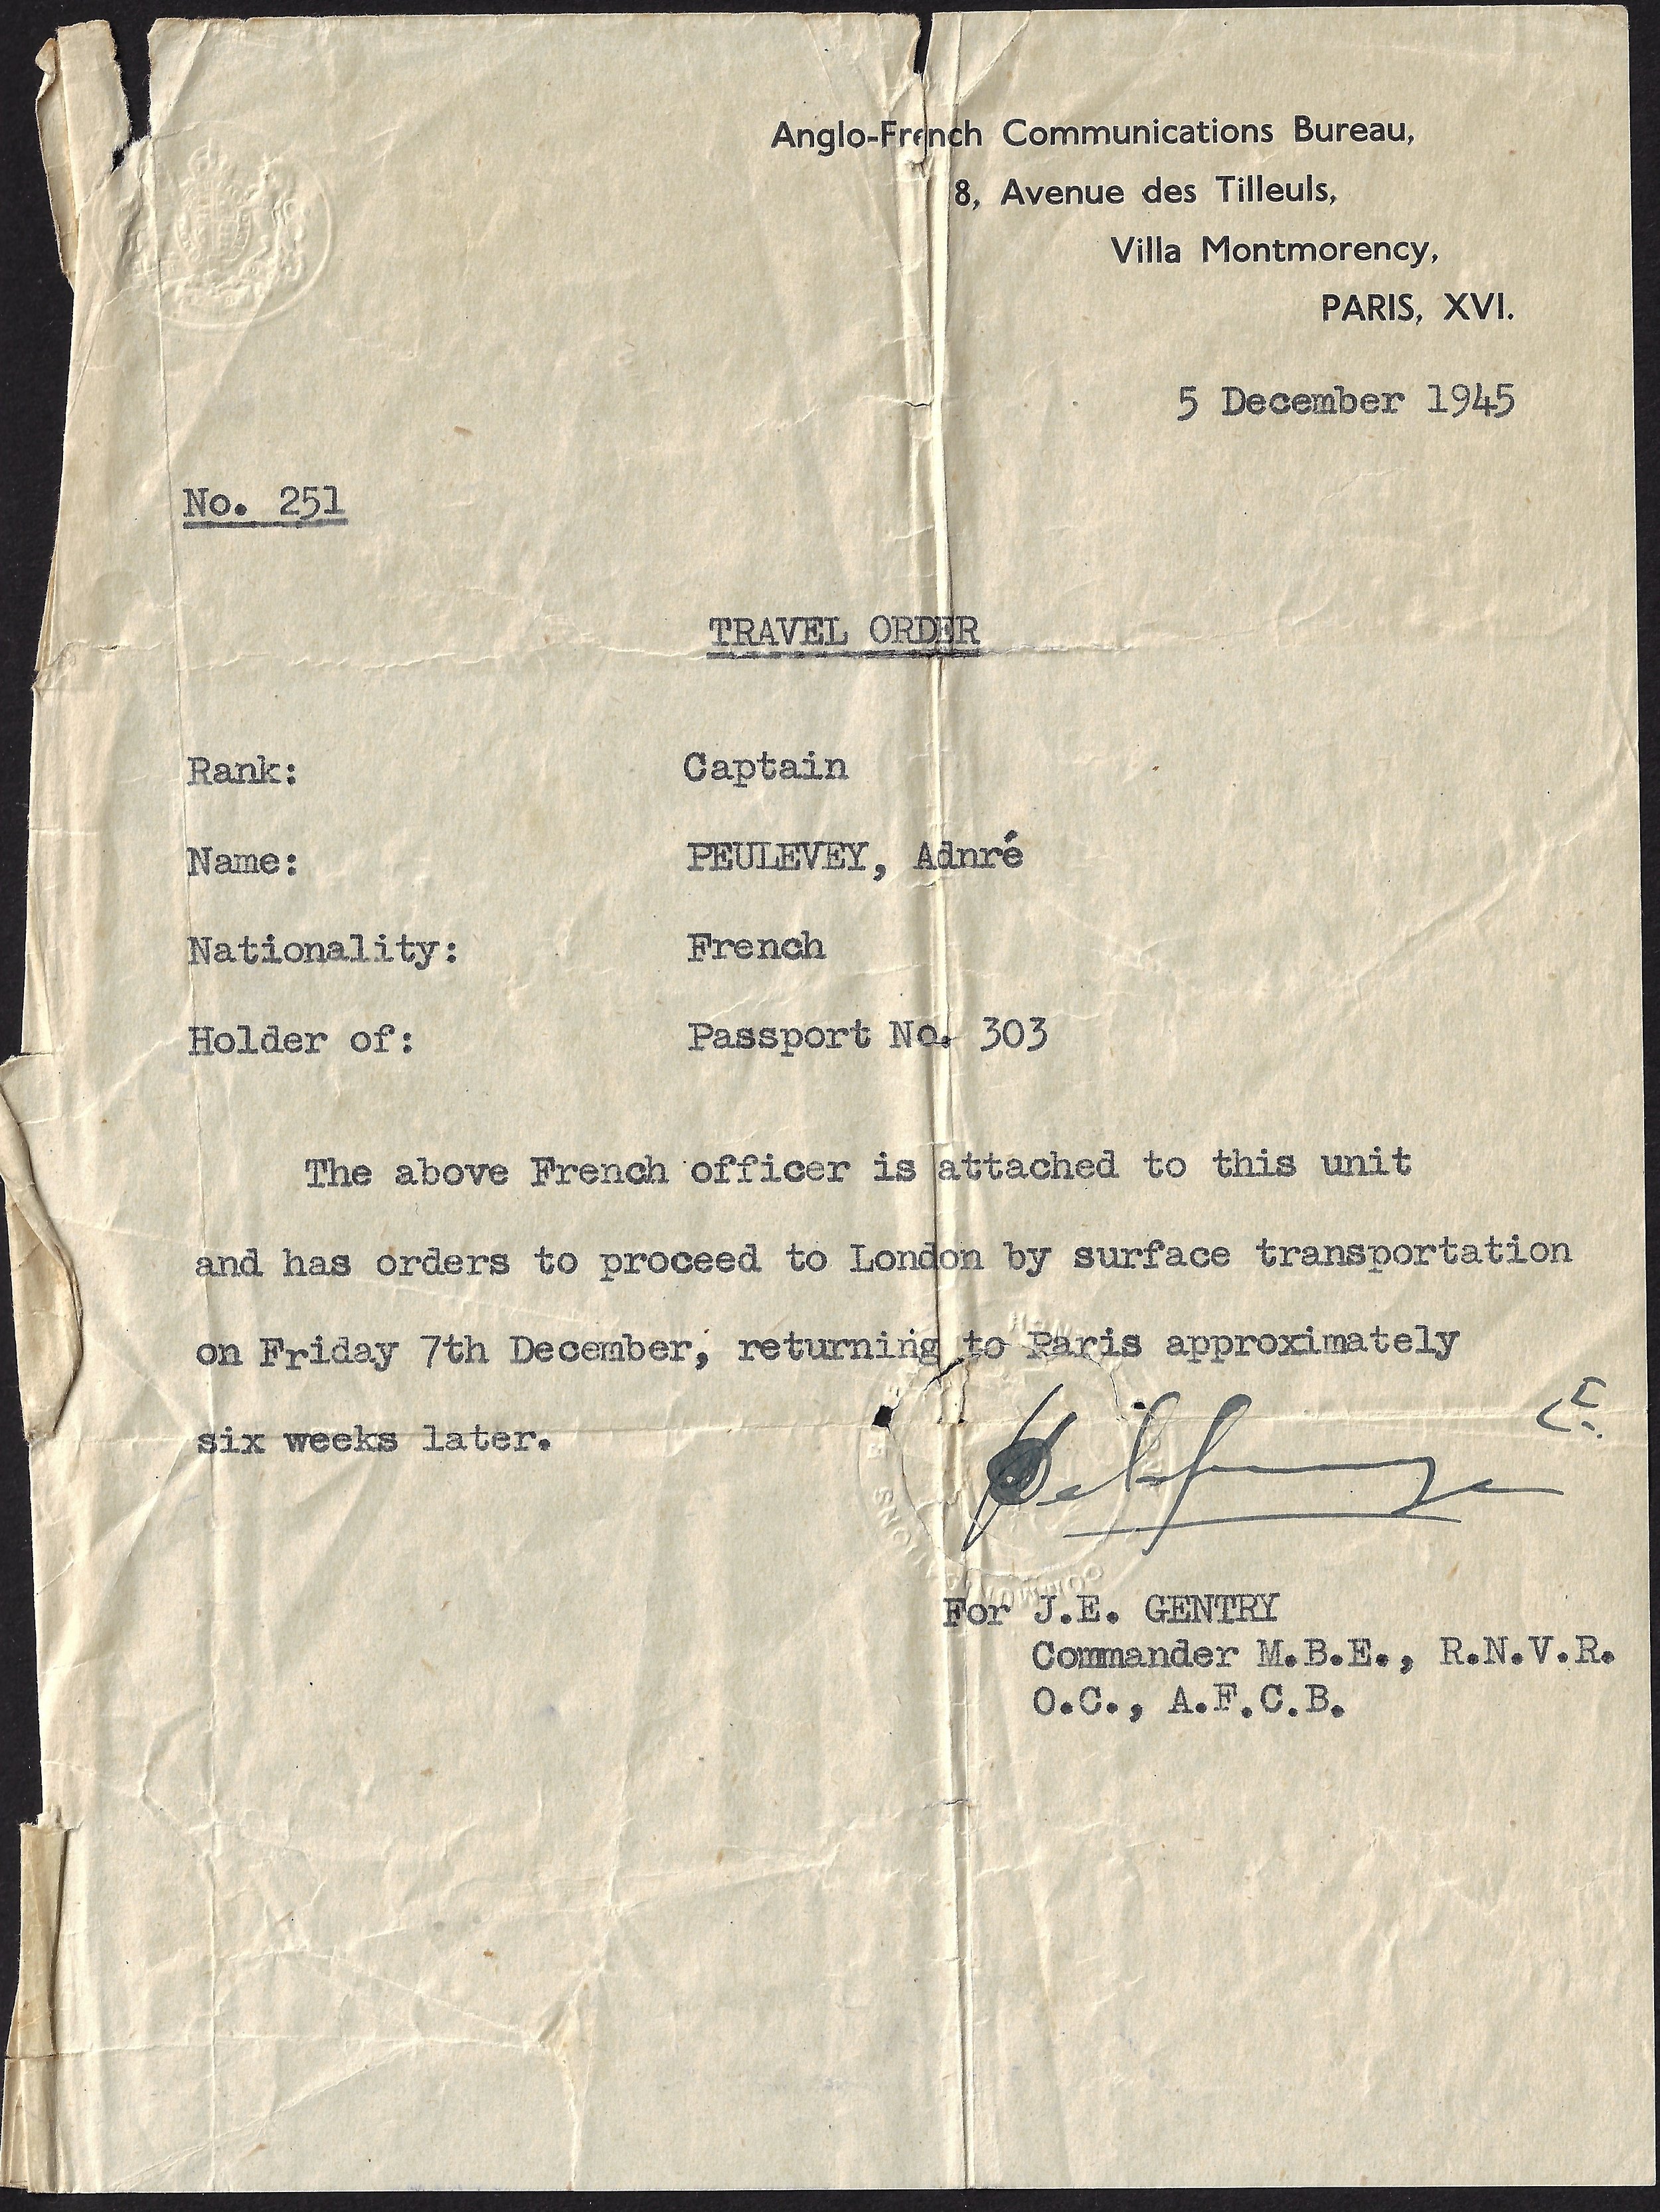 Anglo-French Communications Bureau,
8, Avenue des Tilleuls,
Villa Montmorency,
PARIS, XVI.
5 December 1945
No. 251
TRAVEL ORDER
Rank: Captain
Name: PEULEVEY, Adnré
Nationality: French
Holder of: Passport No. 303
The above French officer is attached to this unit
and has orders to proceed to London by surface transportation
on Friday 7th December, returning to Paris approximately
six weeks later.
For J.E. GENTRY
Commander M.B.E., R.N.V.R.
O.C., A.F.C.B.